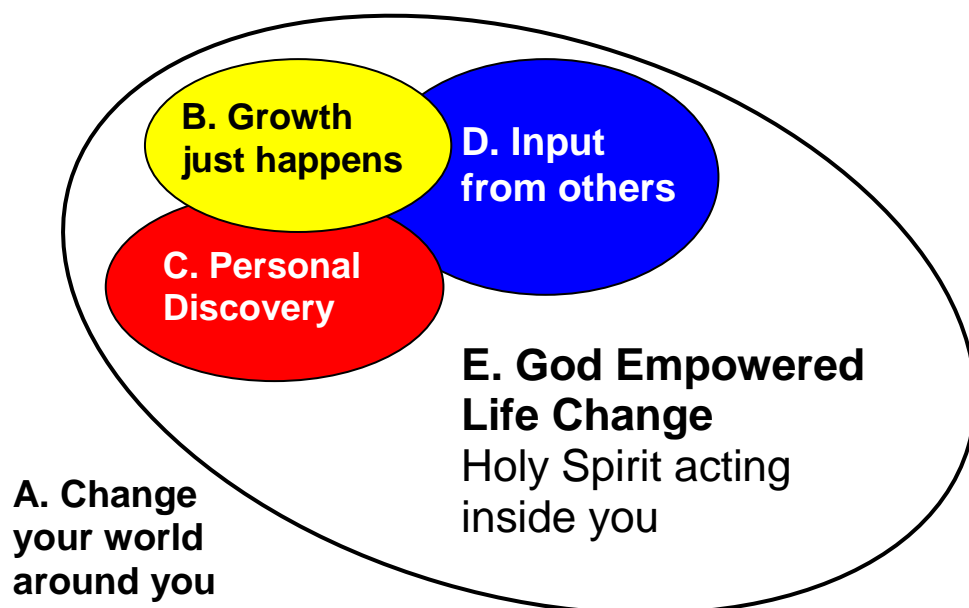 B. Growth
just happens
D. Input
from others
C. Personal
Discovery
E. God Empowered
Life Change
Holy Spirit acting
inside you
A. Change
your world
around you